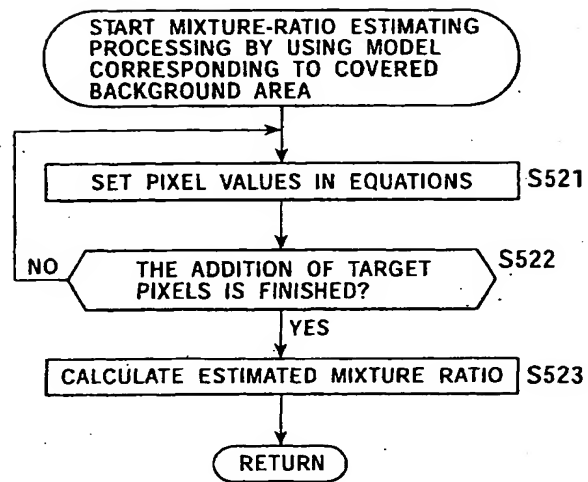 START MIXTURE-RATIO ESTIMATING
PROCESSING BY USING MODEL
CORRESPONDING TO COVERED
BACKGROUND AREA
SET PIXEL VALUES IN EQUATIONS
S521
NO
THE ADDITION OF TARGET
PIXELS IS FINISHED?
S522
YES
CALCULATE ESTIMATED MIXTURE RATIO
S523
RETURN